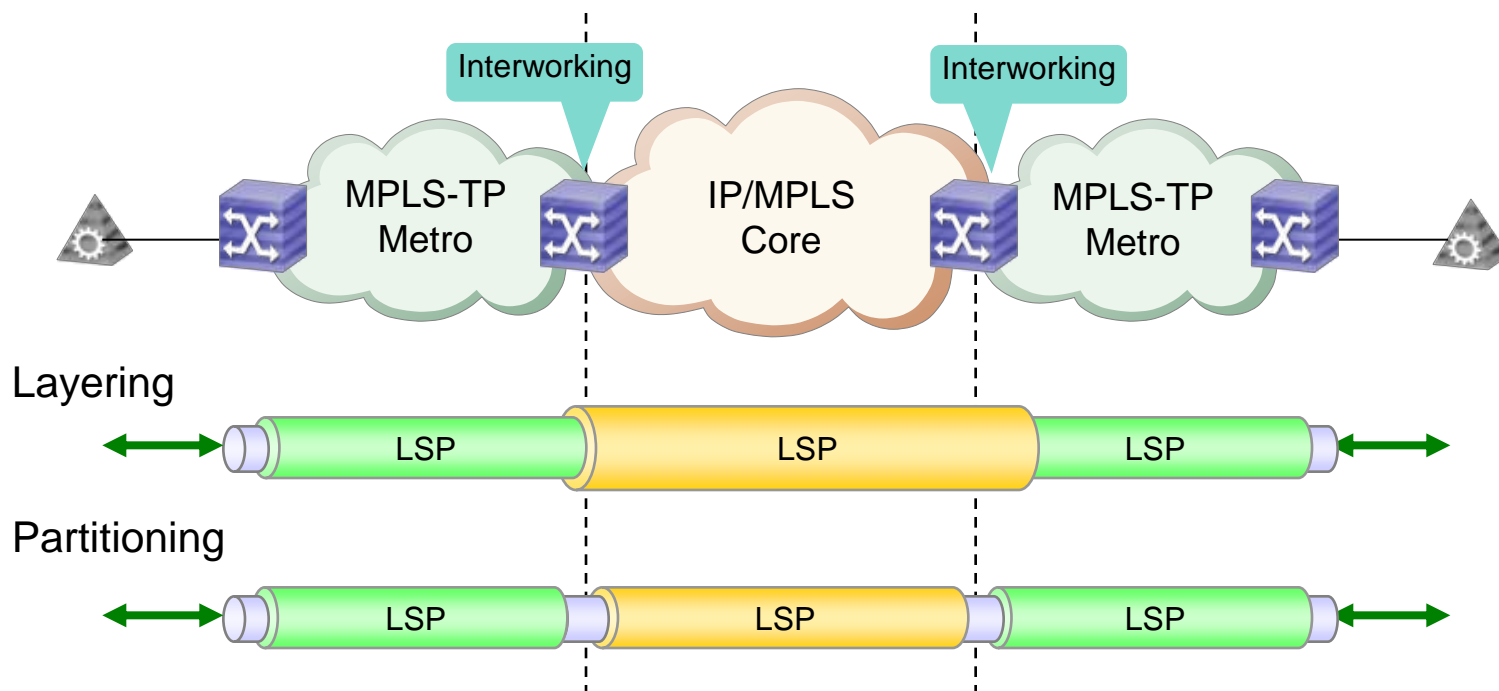 Interworking
Interworking
MPLS-TP
Metro
IP/MPLS
Core
MPLS-TP
Metro
Layering
LSP
LSP
LSP
Partitioning
LSP
LSP
LSP